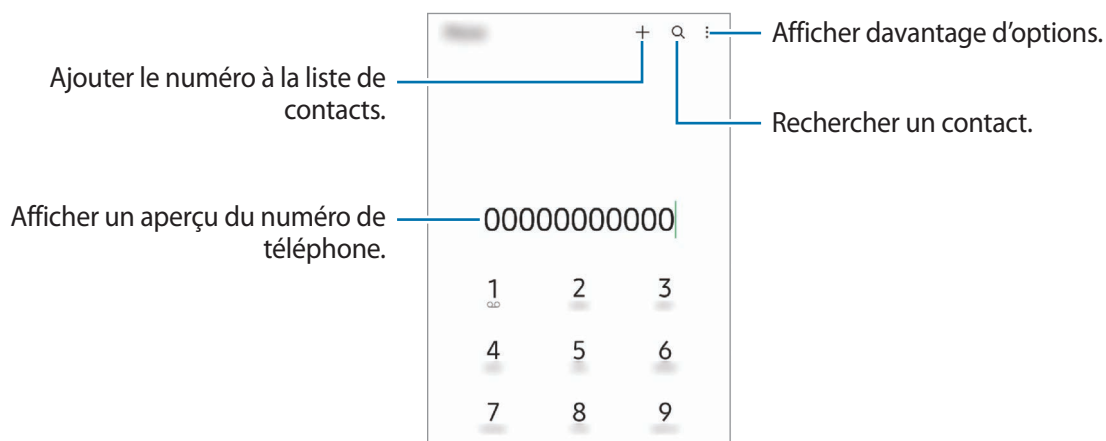 Afficher davantage d’options.
Ajouter le numéro à la liste de
contacts.
Rechercher un contact.
Afficher un aperçu du numéro de
téléphone.
00000000000
1 2 3
4 5 6
7 8 9